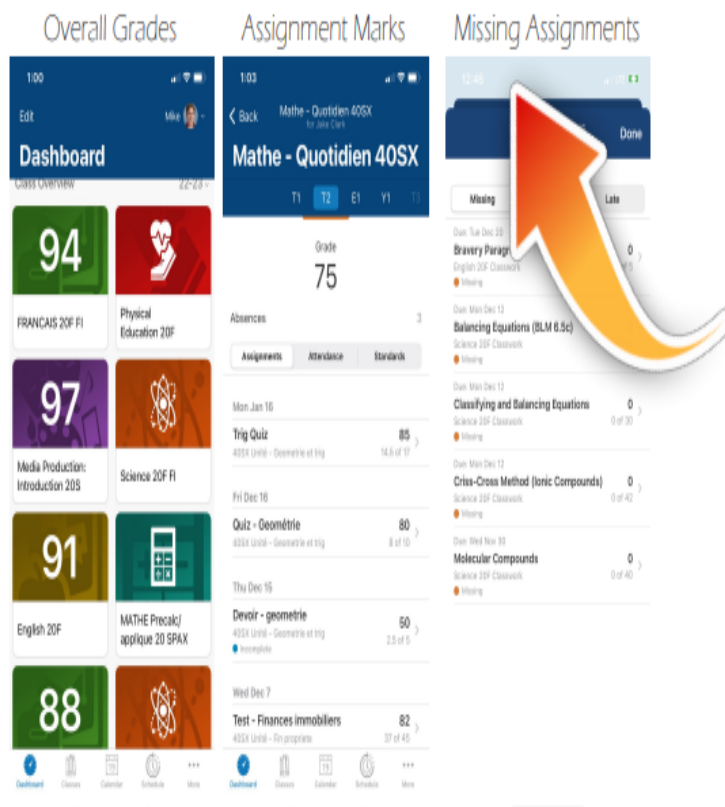 Overall Grades
Assignment Marks
Missing Assignments
1:00
Edit
Mike
Dashboard
Class Overview
22-23
94
FRANCAIS 20F FI
Physical
Education 20F
97
Media Production:
Introduction 20S
Science 20F FI
91
English 20F
MATHE Precalc/
applique 20 SPAX
88
Dashboard
Classes
Calendar
Schedule
More
1:03
Back
Mathe - Quotidien 40SX
for Jake Clark
Mathe - Quotidien 40SX
T1
T2
E1
Y1
T3
Grade
75
Absences
3
Assignments
Attendance
Standards
Mon Jan 16
Trig Quiz
85
40SX Unité - Geometrie et trig
14.5 of 17
Fri Dec 16
Quiz - Géométrie
80
40SX Unité - Geometrie et trig
8 of 10
Thu Dec 15
Devoir - geometrie
50
40SX Unité - Geometrie et trig
2.5 of 5
Incomplete
Wed Dec 7
Test - Finances immobiliers
82
40SX Unité - Fin propriete
37 of 45
Dashboard
Classes
Calendar
Schedule
More
12:46
Done
Missing
Late
Due: Tue Dec 20
Bravery
0
English 20F Classwork
of 5
Missing
Due: Mon Dec 12
Balancing Equations (BLM 6.5c)
Science 20F Classwork
Missing
Due: Mon Dec 12
Classifying and Balancing Equations
0
Science 20F Classwork
0 of 30
Missing
Due: Mon Dec 12
Criss-Cross Method (Ionic Compounds)
0
Science 20F Classwork
0 of 42
Missing
Due: Wed Nov 30
Molecular Compounds
0
Science 20F Classwork
0 of 40
Missing